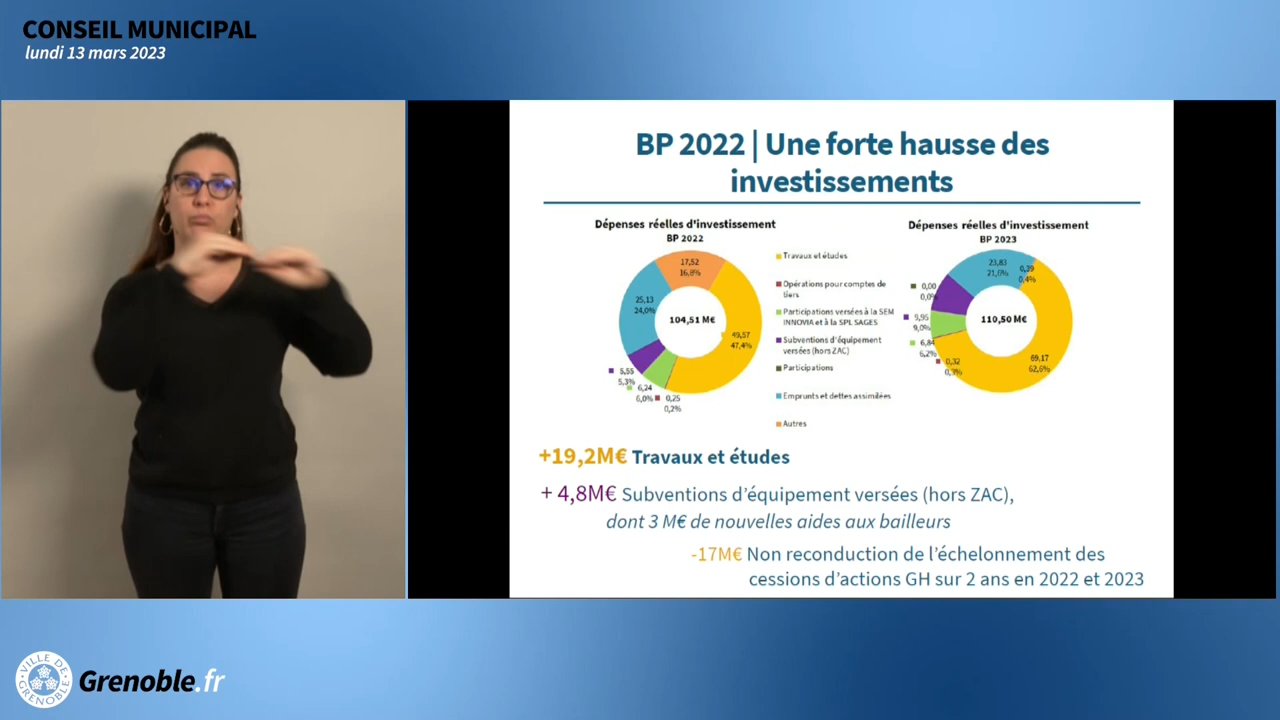 CONSEIL MUNICIPAL
lundi 13 mars 2023
BP 2022 | Une forte hausse des
investissements
Dépenses réelles d'investissement
BP 2022
17,52
16,8%
25,13
24,0%
104,51 M€
49,57
47,4%
5,55
5,3%
6,24
6,0%
0,25
0,2%
Travaux et études
Opérations pour comptes de
tiers
Participations versées à la SEM
INNOVIA et à la SPL SAGES
Subventions d'équipement
versées (hors ZAC)
Participations
Emprunts et dettes assimilées
Autres
Dépenses réelles d'investissement
BP 2023
23,83
21,6%
0,39
0,4%
0,00
0,0%
9,95
9,0%
110,50 M€
6,84
6,2%
0,32
0,3%
69,17
62,6%
+19,2M€ Travaux et études
+ 4,8M€ Subventions d'équipement versées (hors ZAC),
dont 3 M€ de nouvelles aides aux bailleurs
-17M€ Non reconduction de l'échelonnement des
cessions d'actions GH sur 2 ans en 2022 et 2023
VILLE DE
GRENOBLE
Grenoble.fr